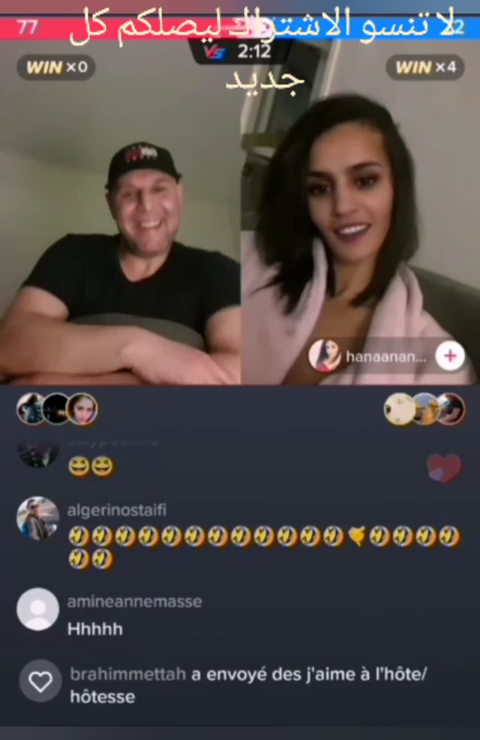 لا تنسو الاشتراك ليصلكم كل
جديد
77
VS 2:12
WIN ×0
WIN ×4
hanaanan...
😆😆
algerinostaifi
🤣🤣🤣🤣🤣🤣🤣🤣🤣🤣🤣🤣🤙🤣🤣🤣🤣
🤣🤣
amineannemasse
Hhhhh
brahimmettah a envoyé des j'aime à l'hôte/
hôtesse